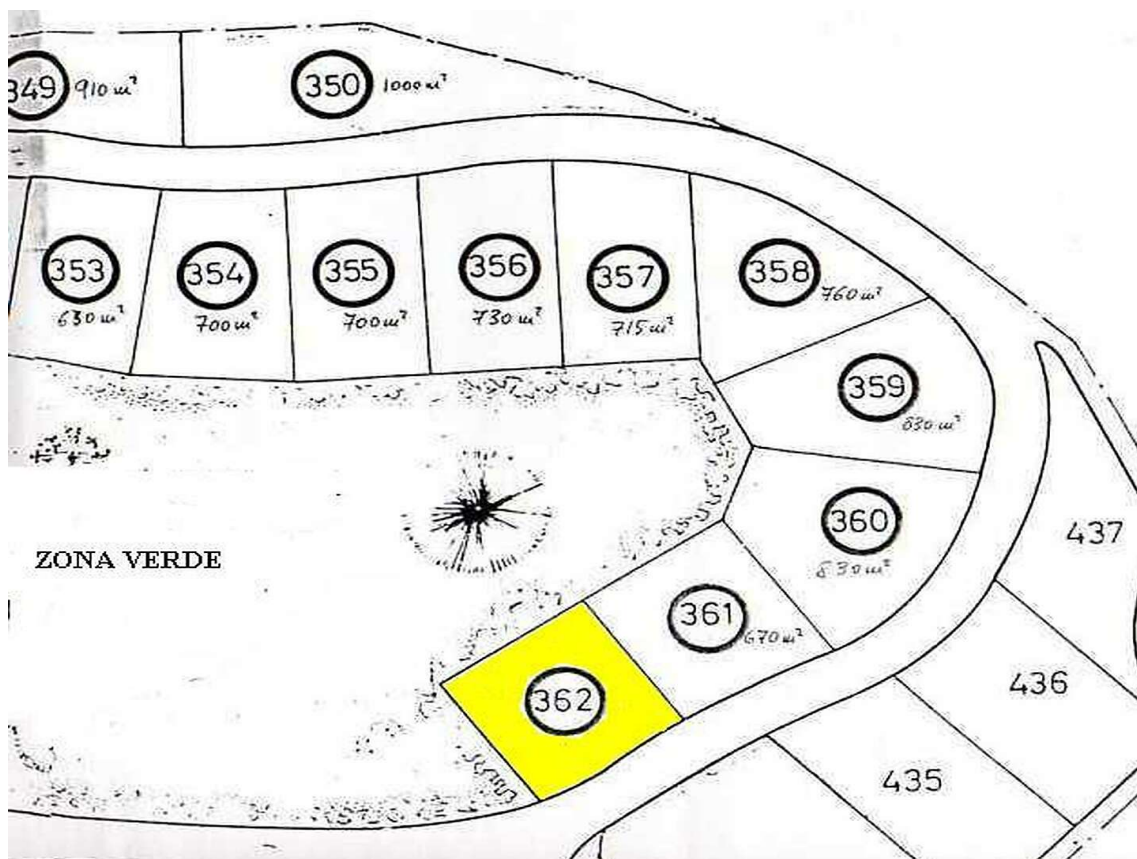 349 910 m²
350 1000 m²
353
630 m²
354
700 m²
355
700 m²
356
730 m²
357
715 m²
358
760 m²
359
830 m²
360
830 m²
361
670 m²
362
437
436
435
ZONA VERDE